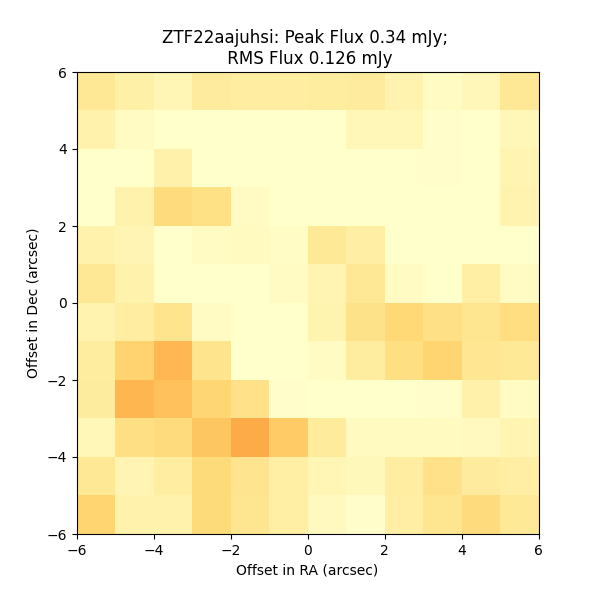 ZTF22aajuhsi: Peak Flux 0.34 mJy;
RMS Flux 0.126 mJy
6
4
2
0
−2
−4
−6
Offset in Dec (arcsec)
−6 −4 −2 0 2 4 6
Offset in RA (arcsec)